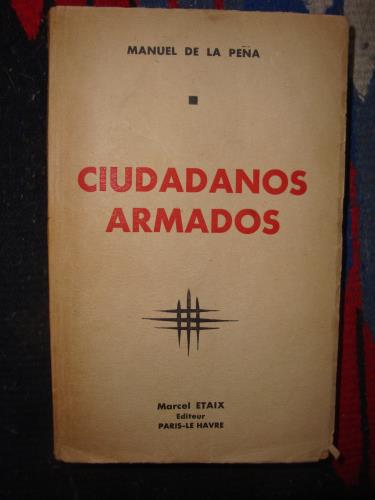 MANUEL DE LA PEÑA
CIUDADANOS
ARMADOS
Marcel ETAIX
Editeur
PARIS-LE HAVRE